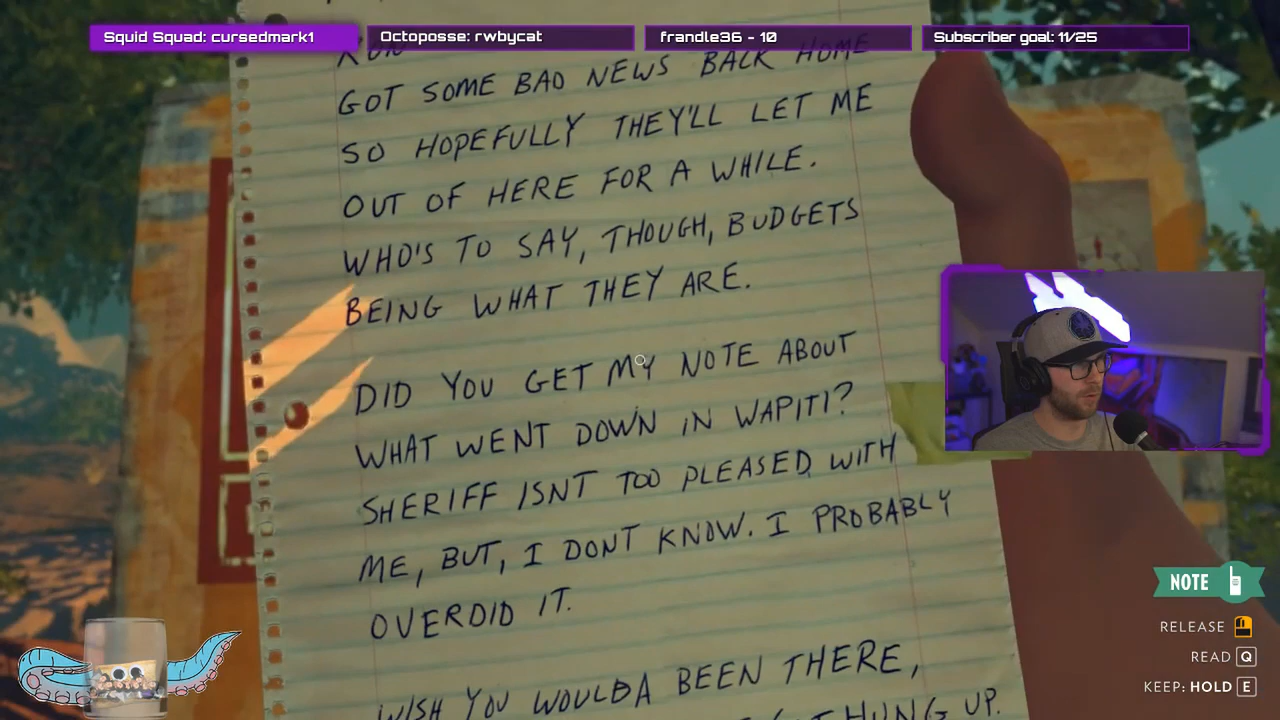 Squid Squad: cursedmark1
Octoposse: rwbycat
frandle36 - 10
Subscriber goal: 11/25
RON
GOT SOME BAD NEWS BACK HOME
SO HOPEFULLY THEY'LL LET ME
OUT OF HERE FOR A WHILE.
WHO'S TO SAY, THOUGH, BUDGETS
BEING WHAT THEY ARE.
DID YOU GET MY NOTE ABOUT
WHAT WENT DOWN IN WAPITI?
SHERIFF ISNT TOO PLEASED WITH
ME, BUT, I DONT KNOW. I PROBABLY
OVERDID IT.
WISH YOU WOULDA BEEN THERE,
HUNG UP.
NOTE
RELEASE
READ Q
KEEP: HOLD E